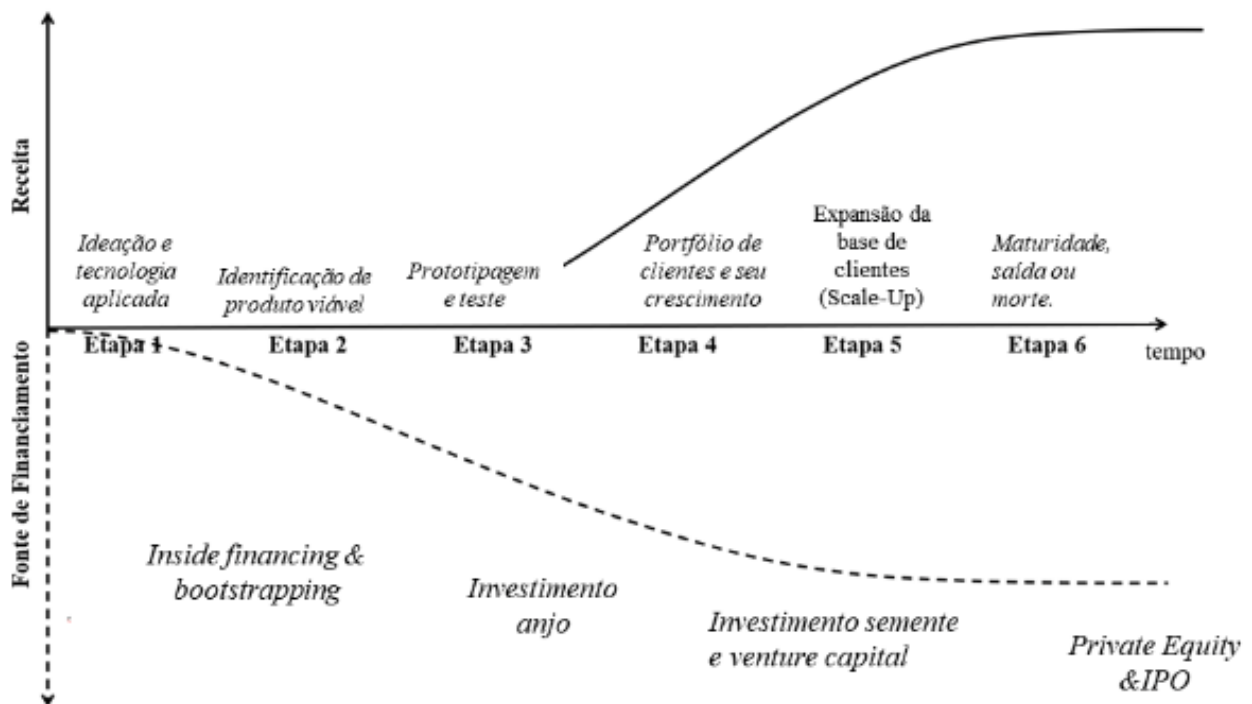 Receita
Ideação e
tecnologia
aplicada
Identificação de
produto viável
Prototipagem
e teste
Portfólio de
clientes e seu
crescimento
Expansão da
base de
clientes
(Scale-Up)
Maturidade,
saída ou
morte.
Etapa 1
Etapa 2
Etapa 3
Etapa 4
Etapa 5
Etapa 6
tempo
Fonte de Financiamento
Inside financing &
bootstrapping
Investimento
anjo
Investimento semente
e venture capital
Private Equity
&IPO